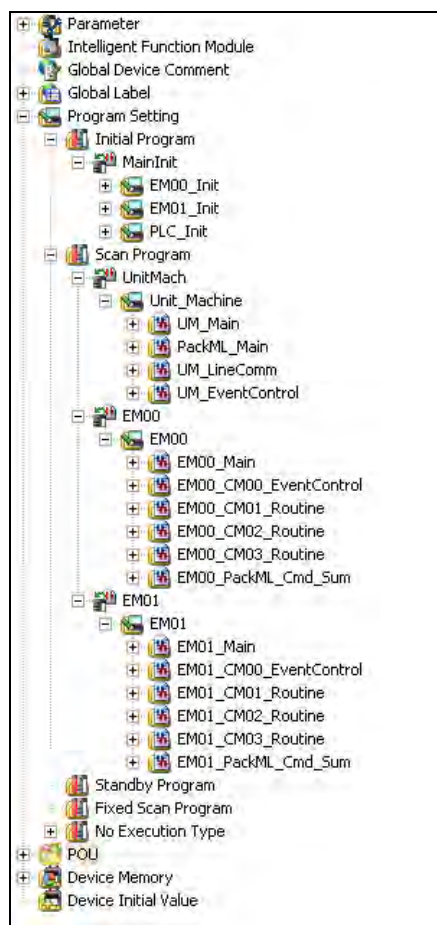 Parameter
Intelligent Function Module
Global Device Comment
Global Label
Program Setting
Initial Program
MainInit
EM00_Init
EM01_Init
PLC_Init
Scan Program
UnitMach
Unit_Machine
UM_Main
PackML_Main
UM_LineComm
UM_EventControl
EM00
EM00
EM00_Main
EM00_CM00_EventControl
EM00_CM01_Routine
EM00_CM02_Routine
EM00_CM03_Routine
EM00_PackML_Cmd_Sum
EM01
EM01
EM01_Main
EM01_CM00_EventControl
EM01_CM01_Routine
EM01_CM02_Routine
EM01_CM03_Routine
EM01_PackML_Cmd_Sum
Standby Program
Fixed Scan Program
No Execution Type
POU
Device Memory
Device Initial Value